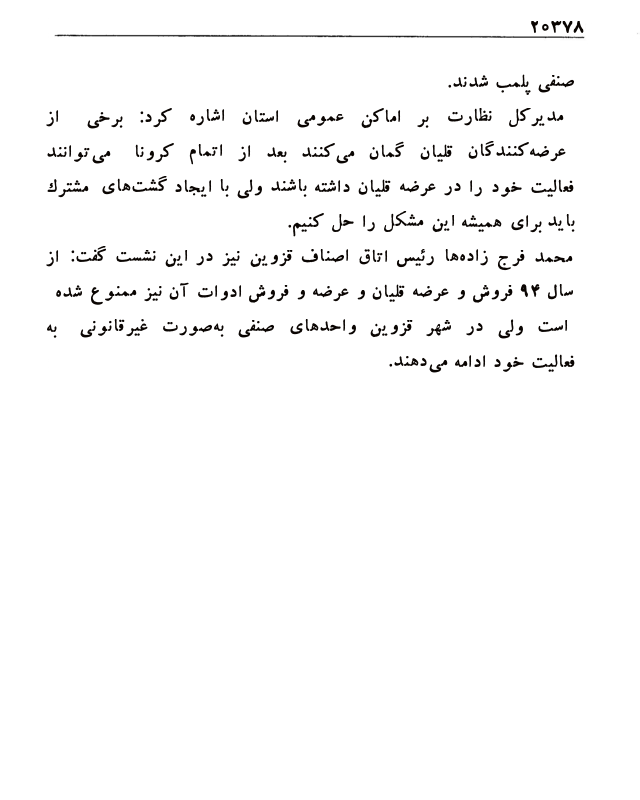 ۲۰۳۷۸
صنفی پلمب شدند.
مدیرکل نظارت بر اماکن عمومی استان اشاره کرد: برخی از
عرضه‌کنندگان قلیان گمان می‌کنند بعد از اتمام کرونا می‌توانند
فعالیت خود را در عرضه قلیان داشته باشند ولی با ایجاد گشت‌های مشترك
باید برای همیشه این مشکل را حل کنیم.
محمد فرج زاده‌ها رئیس اتاق اصناف قزوین نیز در این نشست گفت: از
سال ۹۴ فروش و عرضه قلیان و عرضه و فروش ادوات آن نیز ممنوع شده
است ولی در شهر قزوین واحدهای صنفی به‌صورت غیرقانونی به
فعالیت خود ادامه می‌دهند.